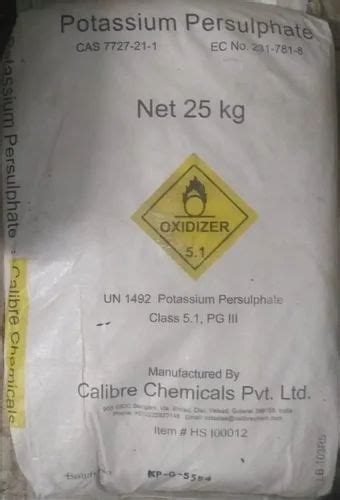 Potassium Persulphate
CAS 7727-21-1 EC No. 231-781-8
Net 25 kg
OXIDIZER
5.1
UN 1492 Potassium Persulphate
Class 5.1, PG III
Manufactured By
Calibre Chemicals Pvt. Ltd.
Item # HS I00012
KP-G-5584
Potassium Persulphate
Calibre Chemicals